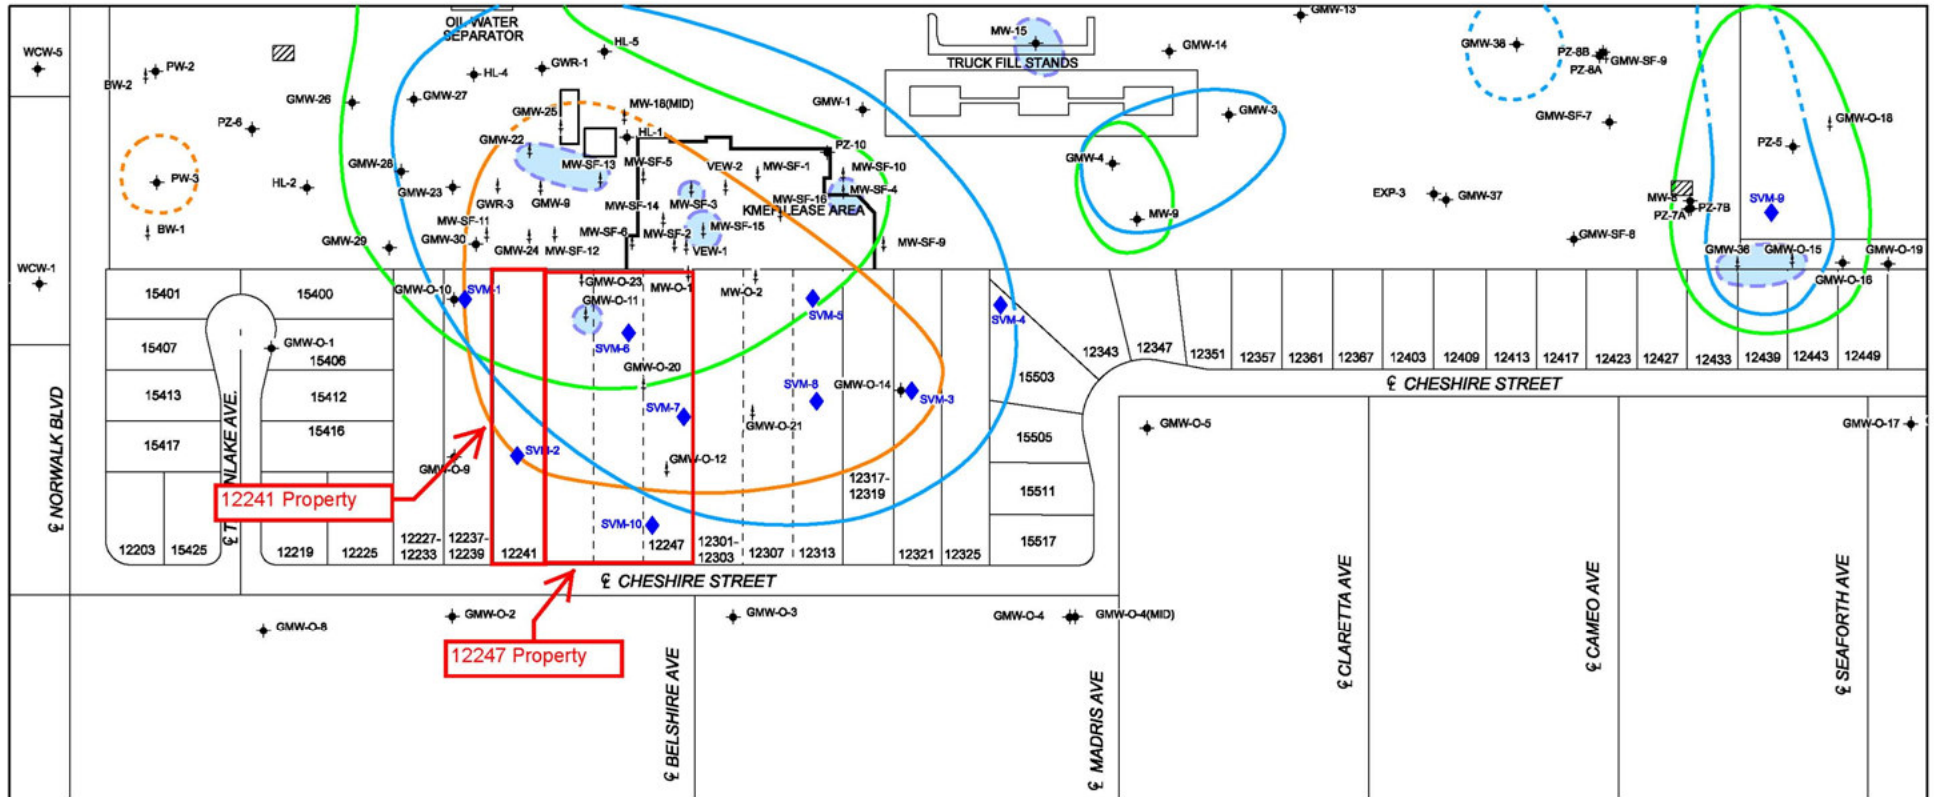 GMW-13
OIL WATER
SEPARATOR
MW-15
HL-5
GMW-38
GMW-14
PZ-8B
GMW-SF-9
PZ-8A
WCW-5
PW-2
BW-2
GWR-1
HL-4
TRUCK FILL STANDS
GMW-26
GMW-27
MW-18(MID)
GMW-25
GMW-1
GMW-3
GMW-SF-7
GMW-O-18
PZ-6
HL-1
GMW-22
PZ-10
PZ-5
GMW-4
GMW-28
MW-SF-13
MW-SF-5
VEW-2
MW-SF-1
MW-SF-10
PW-3
HL-2
GMW-23
MW-SF-4
EXP-3
GMW-37
MW-8
SVM-9
GWR-3
GMW-9
MW-SF-14
MW-SF-3
MW-SF-16
KMEP LEASE AREA
PZ-7B
PZ-7A
MW-9
MW-SF-11
BW-1
MW-SF-6
MW-SF-2
MW-SF-15
GMW-29
GMW-30
GMW-24
MW-SF-12
VEW-1
MW-SF-9
GMW-SF-8
GMW-36
GMW-O-15
GMW-O-19
WCW-1
GMW-O-16
15401
15400
GMW-O-10
SVM-1
GMW-O-23
MW-O-1
MW-O-2
GMW-O-11
SVM-5
SVM-4
15407
GMW-O-1
15406
SVM-6
12343
12347
12351
12357
12361
12367
12403
12409
12413
12417
12423
12427
12433
12439
12443
12449
GMW-O-20
15503
CHESHIRE STREET
15413
15412
SVM-8
GMW-O-14
SVM-3
SVM-7
GMW-O-21
15417
15416
GMW-O-5
GMW-O-17
15505
SVM-2
GMW-O-9
GMW-O-12
12317-
12319
12241 Property
15511
SVM-10
NORWALK BLVD
12203
15425
12219
12225
12227-
12233
12237-
12239
12241
12247
12301-
12303
12307
12313
12321
12325
15517
CHESHIRE STREET
GMW-O-8
GMW-O-2
GMW-O-3
GMW-O-4
GMW-O-4(MID)
12247 Property
BELSHIRE AVE
MADRIS AVE
CLARETTA AVE
CAMEO AVE
SEAFORTH AVE